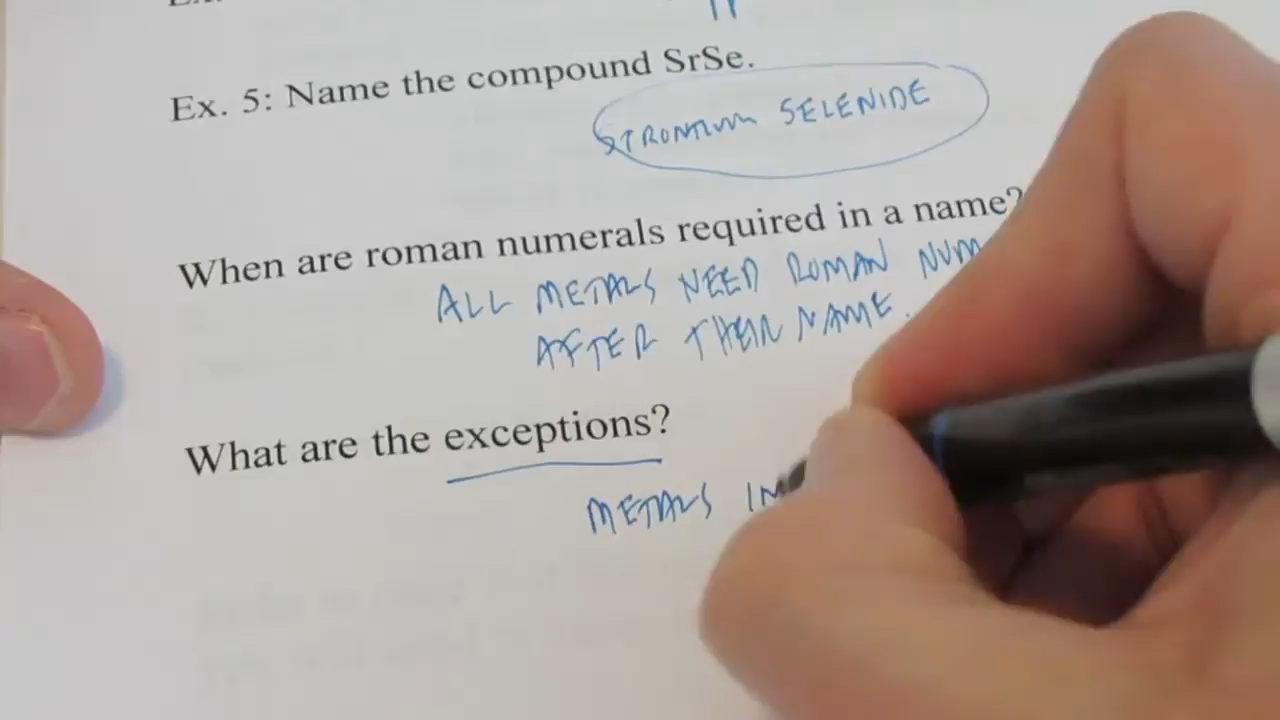 Ex. 5: Name the compound SrSe.
STRONTIUM SELENIDE
When are roman numerals required in a name?
ALL METALS NEED ROMAN NUM
AFTER THEIR NAME.
What are the exceptions?
METALS IN